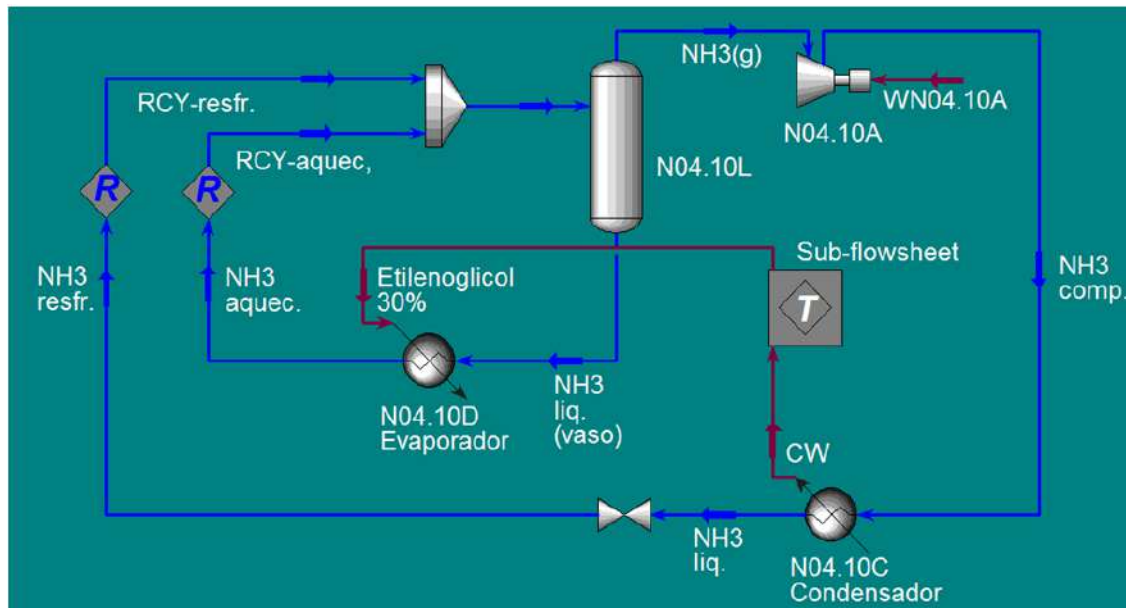 NH3(g)
RCY-resfr.
WN04.10A
N04.10A
RCY-aquec,
N04.10L
R
R
Sub-flowsheet
NH3
resfr.
NH3
aquec.
Etilenoglicol
30%
T
NH3
comp.
NH3
liq.
(vaso)
N04.10D
Evaporador
CW
NH3
liq.
N04.10C
Condensador